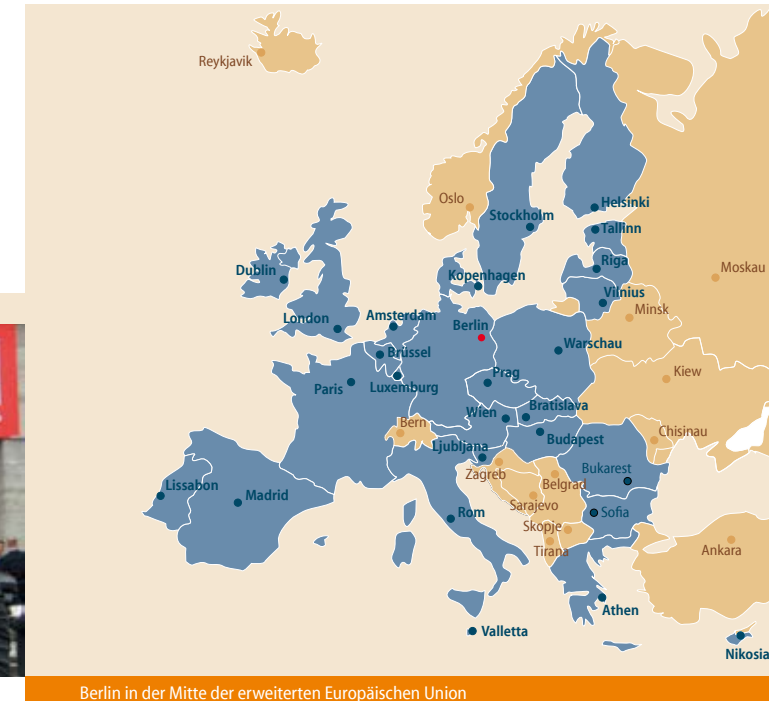 Reykjavik
Oslo
Helsinki
Stockholm
Tallinn
Riga
Moskau
Dublin
Kopenhagen
Vilnius
Minsk
London
Amsterdam
Berlin
Warschau
Brüssel
Prag
Kiew
Paris
Luxemburg
Wien
Bratislava
Bern
Chisinau
Budapest
Ljubljana
Zagreb
Bukarest
Belgrad
Lissabon
Madrid
Sarajevo
Rom
Sofia
Skopje
Tirana
Ankara
Athen
Valletta
Nikosia
Berlin in der Mitte der erweiterten Europäischen Union